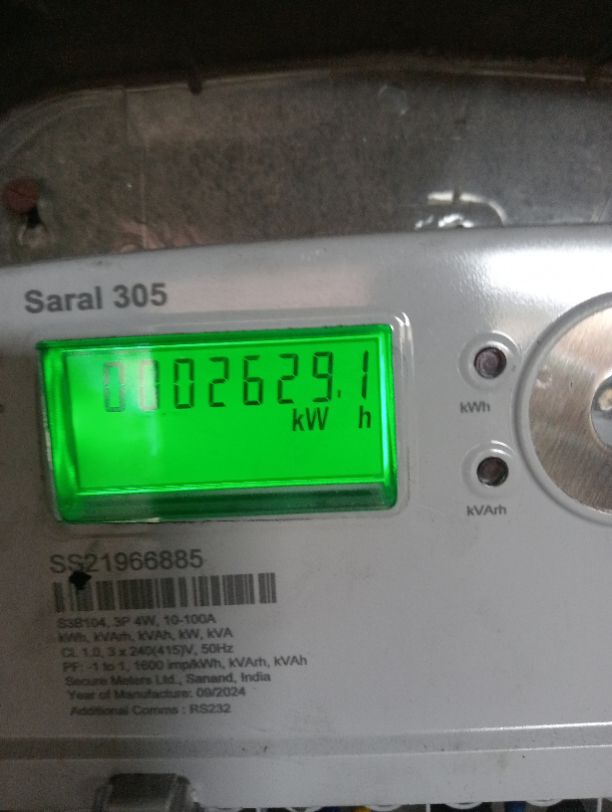 Saral 305
0002629.1
kW h
kWh
kVArh
SS21966885
S3B104, 3P 4W, 10-100A
kWh, kVArh, kVAh, kW, kVA
CL 1.0, 3 x 240(415)V, 50Hz
PF: -1 to 1, 1600 imp/kWh, kVArh, kVAh
Secure Meters Ltd., Sanand, India
Year of Manufacture: 09/2024
Additional Comms : RS232